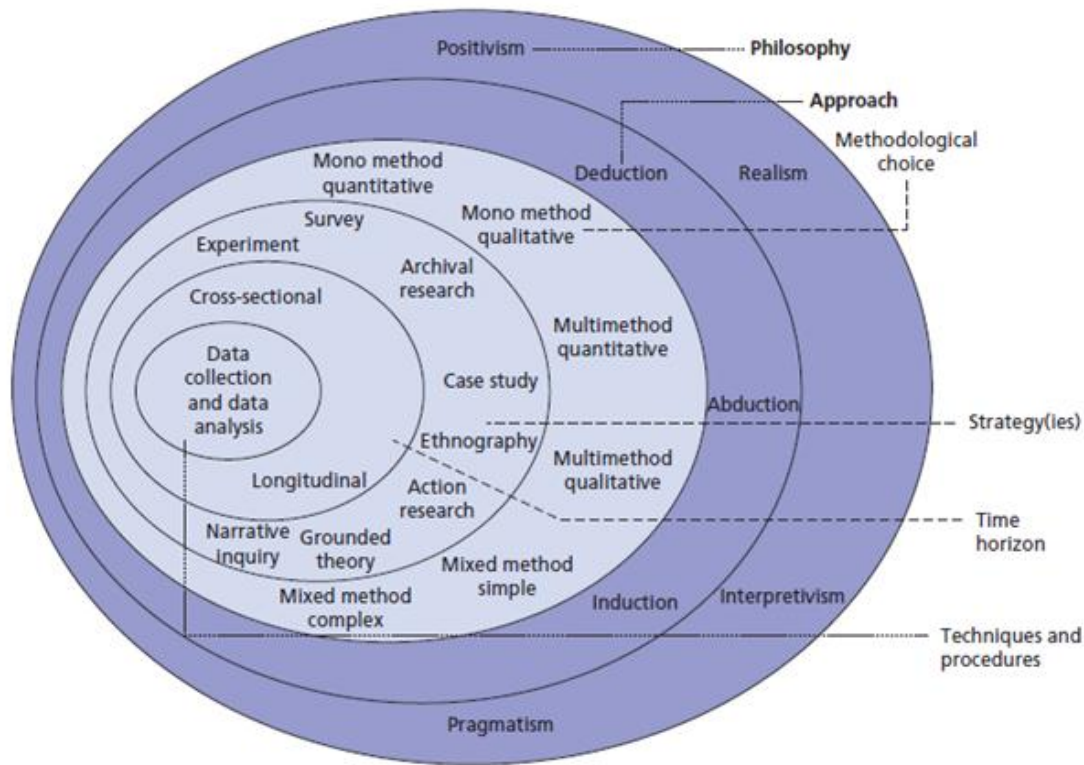 Positivism
Philosophy
Approach
Methodological
choice
Deduction
Realism
Mono method
quantitative
Mono method
qualitative
Survey
Experiment
Archival
research
Cross-sectional
Multimethod
quantitative
Data
collection
and data
analysis
Case study
Abduction
Strategy(ies)
Ethnography
Multimethod
qualitative
Longitudinal
Action
research
Time
horizon
Narrative
inquiry
Grounded
theory
Mixed method
simple
Mixed method
complex
Induction
Interpretivism
Techniques and
procedures
Pragmatism